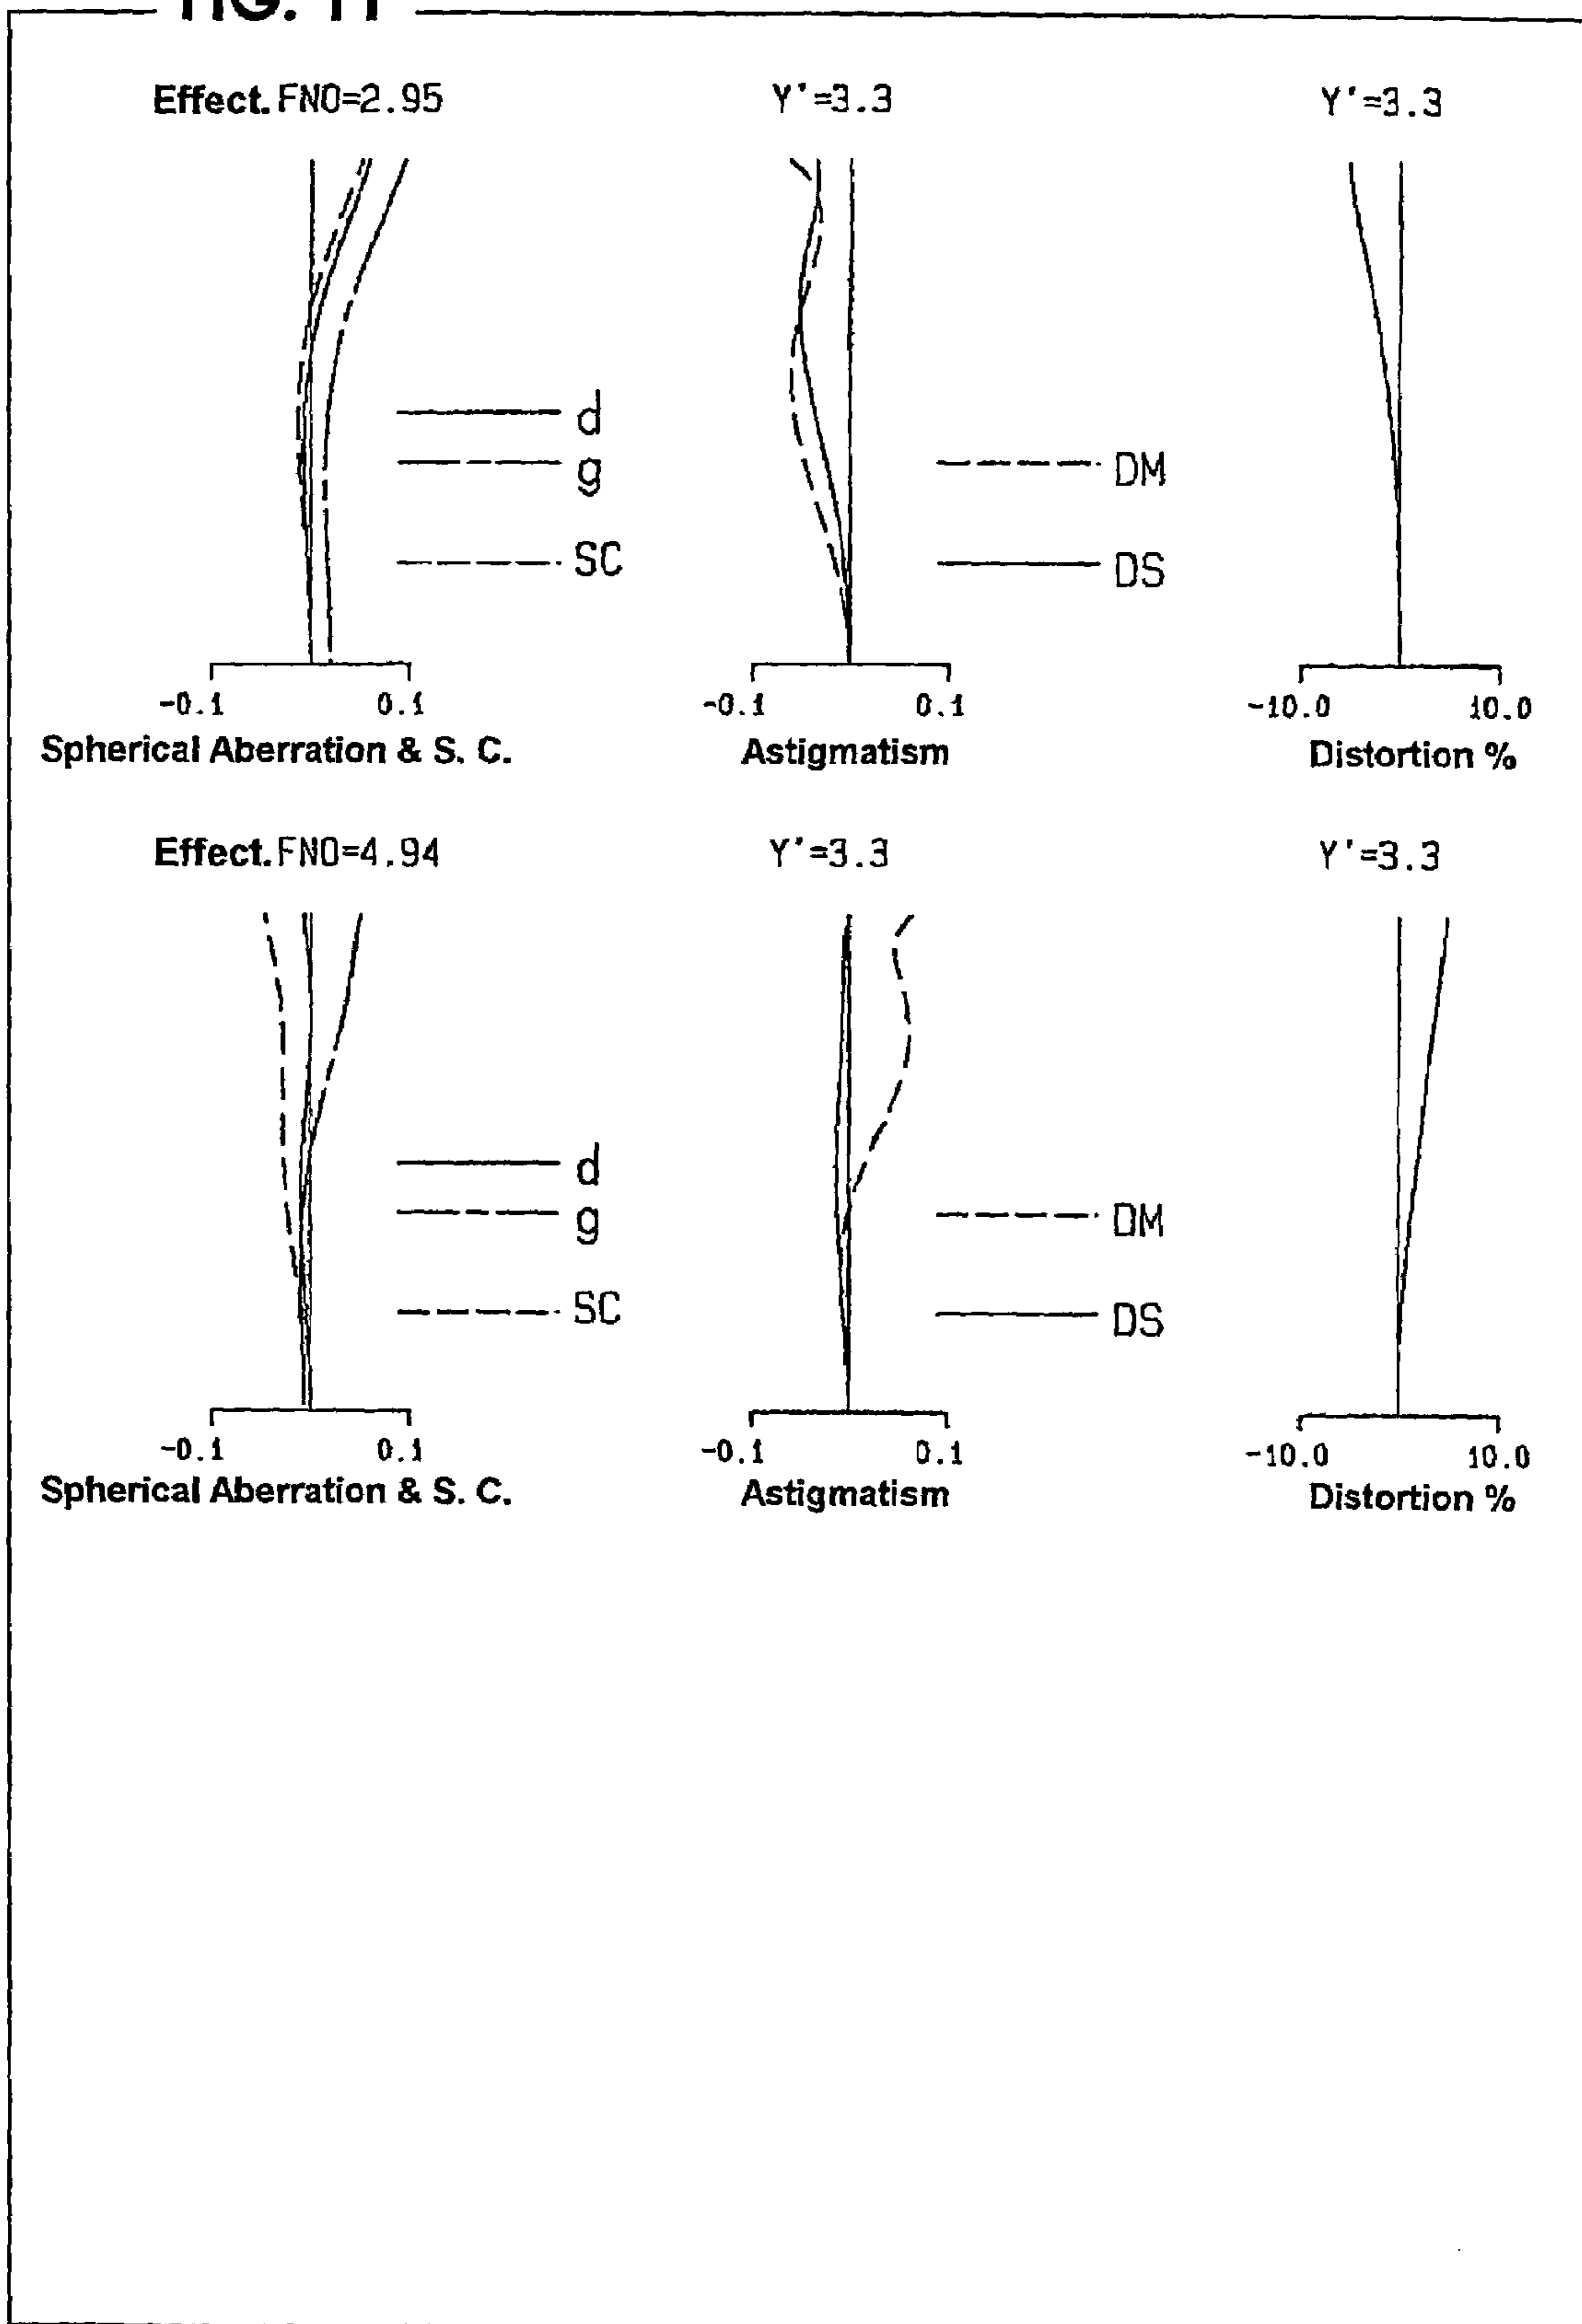 FIG. 11
Effect. FNO=2.95
Y'=3.3
Y'=3.3
d
g
SC
DM
DS
-0.1
0.1
-0.1
0.1
-10.0
10.0
Spherical Aberration & S. C.
Astigmatism
Distortion %
Effect. FNO=4.94
Y'=3.3
Y'=3.3
d
g
SC
DM
DS
-0.1
0.1
-0.1
0.1
-10.0
10.0
Spherical Aberration & S. C.
Astigmatism
Distortion %